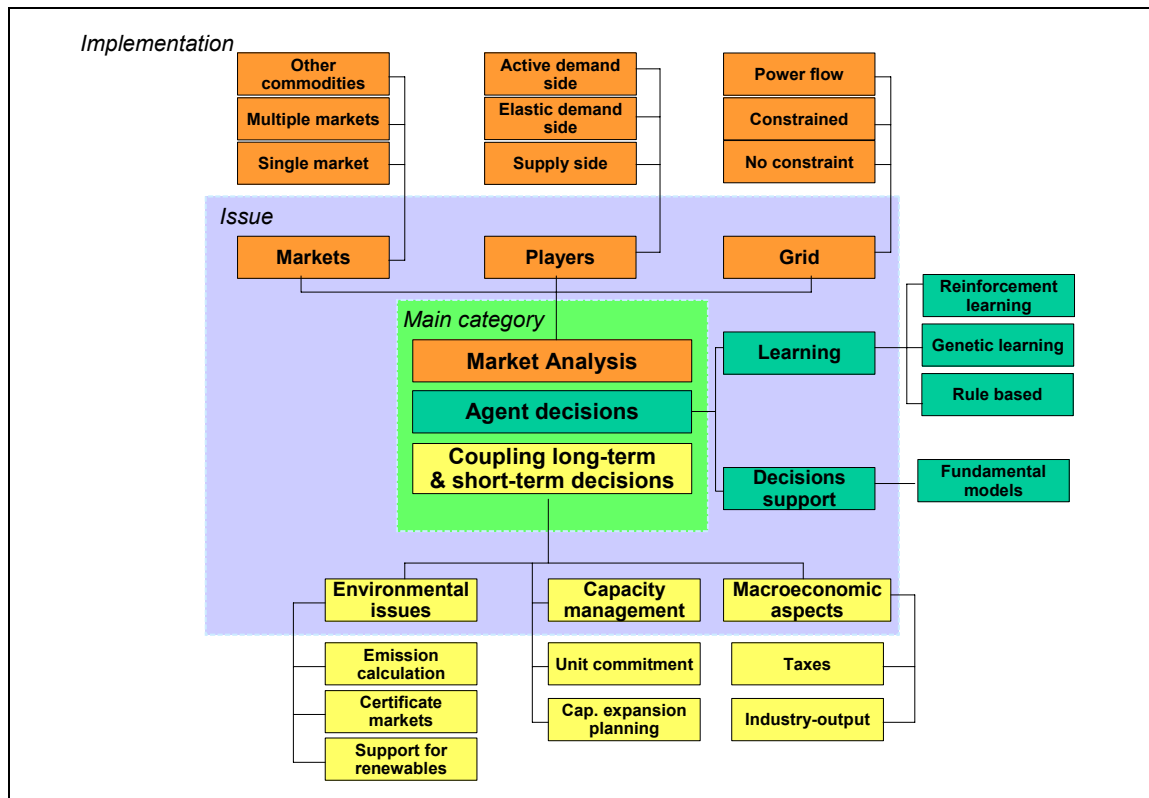 Implementation
Other
commodities
Active demand
side
Power flow
Multiple markets
Elastic demand
side
Constrained
Single market
Supply side
No constraint
Issue
Markets
Players
Grid
Main category
Market Analysis
Agent decisions
Coupling long-term
& short-term decisions
Learning
Reinforcement
learning
Genetic learning
Rule based
Decisions
support
Fundamental
models
Environmental
issues
Capacity
management
Macroeconomic
aspects
Emission
calculation
Unit commitment
Taxes
Certificate
markets
Cap. expansion
planning
Industry-output
Support for
renewables